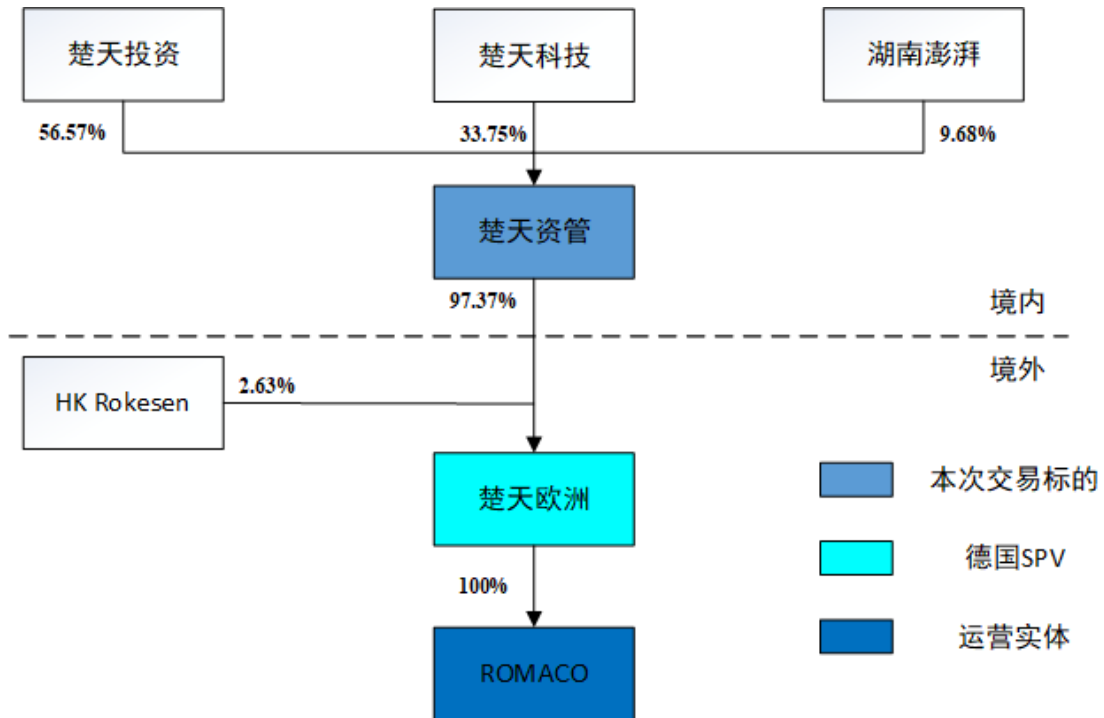 楚天投资
楚天科技
湖南澎湃
56.57%
33.75%
9.68%
楚天资管
97.37%
境内
境外
HK Rokesen
2.63%
楚天欧洲
本次交易标的
德国SPV
100%
运营实体
ROMACO